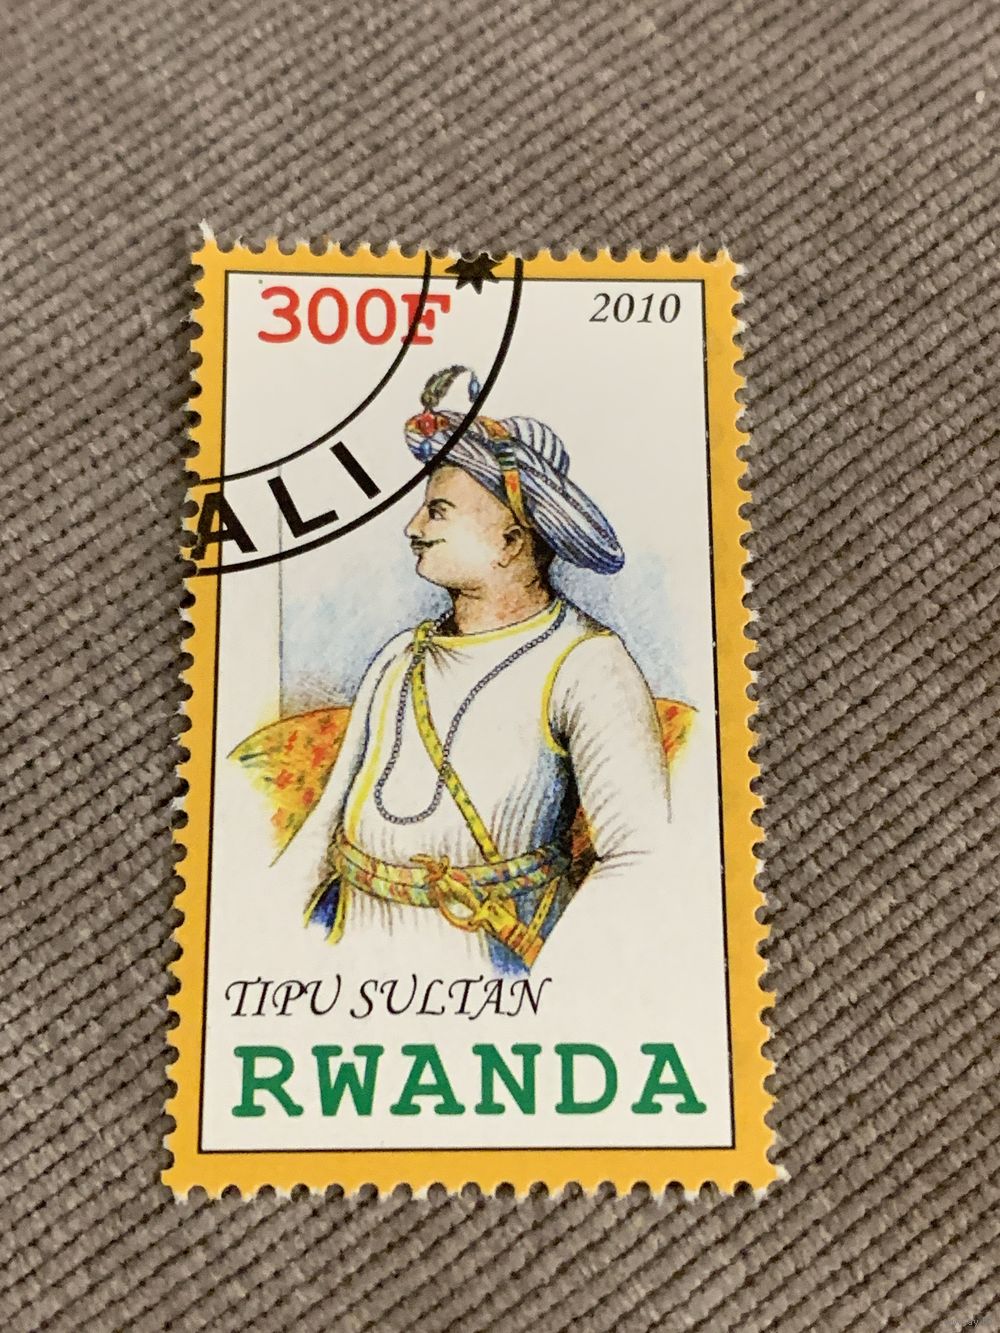 300F
2010
ALI
TIPU SULTAN
RWANDA